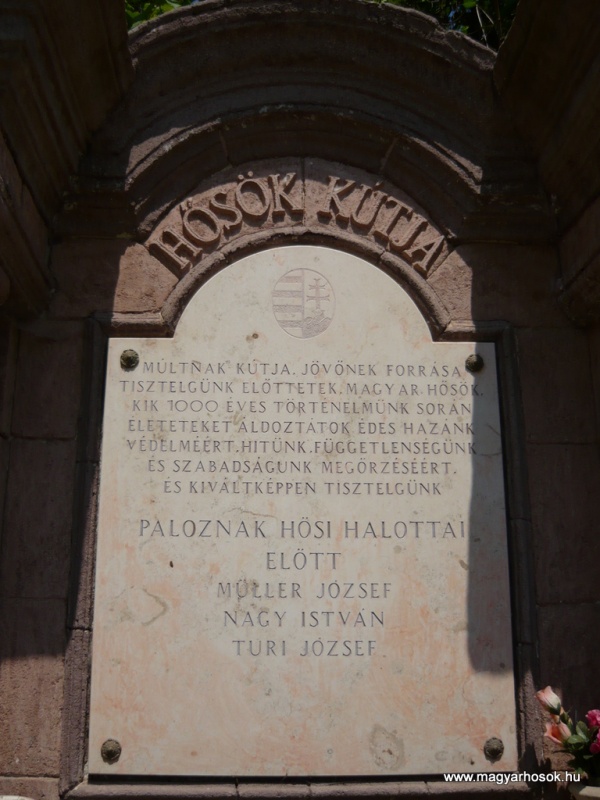 HŐSÖK KÚTJA
MÚLTNAK KÚTJA, JÖVŐNEK FORRÁSA,
TISZTELGÜNK ELŐTTETEK, MAGYAR HŐSÖK,
KIK 1000 ÉVES TÖRTÉNELMÜNK SORÁN
ÉLETETEKET ÁLDOZTÁTOK ÉDES HAZÁNK
VÉDELMÉÉRT, HITÜNK, FÜGGETLENSÉGÜNK
ÉS SZABADSÁGUNK MEGŐRZÉSÉÉRT,
ÉS KIVÁLTKÉPPEN TISZTELGÜNK
PALOZNAK HŐSI HALOTTAI
ELŐTT
MÜLLER JÓZSEF
NAGY ISTVÁN
TURI JÓZSEF
www.magyarhosok.hu